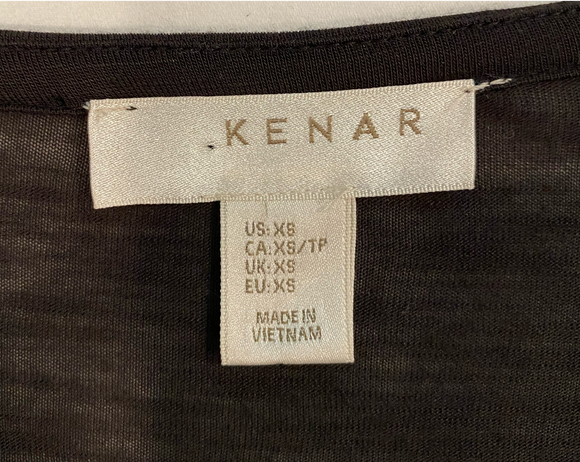 KENAR
US: XS
CA: XS/TP
UK: XS
EU: XS
MADE IN
VIETNAM